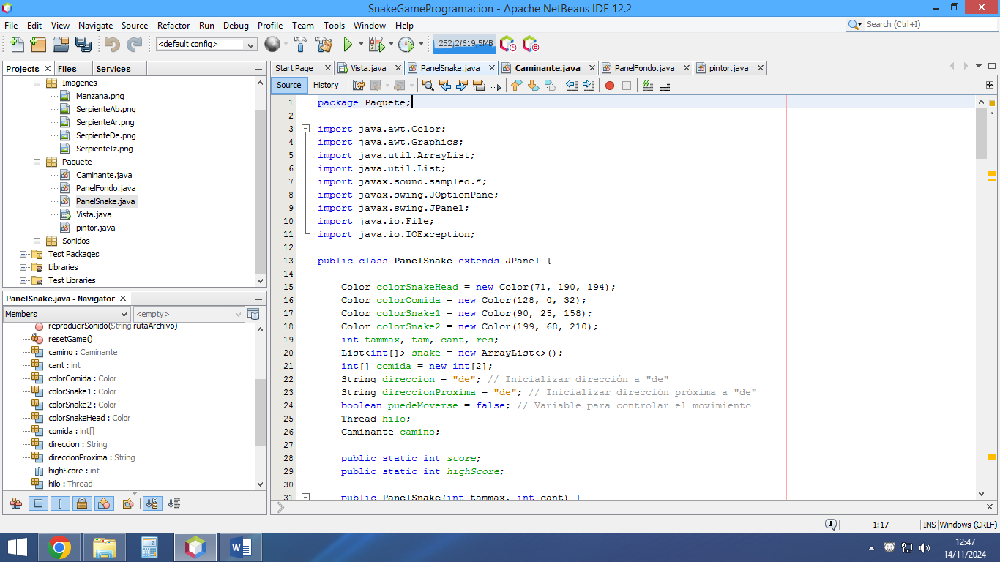 SnakeGameProgramacion - Apache NetBeans IDE 12.2
File Edit View Navigate Source Refactor Run Debug Profile Team Tools Window Help
Search (Ctrl+I)
<default config>
252,2/619,5MB
Projects Files Services
Imagenes
Manzana.png
SerpienteAb.png
SerpienteAr.png
SerpienteDe.png
SerpienteIz.png
Paquete
Caminante.java
PanelFondo.java
PanelSnake.java
Vista.java
pintor.java
Sonidos
Test Packages
Libraries
Test Libraries
PanelSnake.java - Navigator
Members
<empty>
reproducirSonido(String rutaArchivo)
resetGame()
camino : Caminante
cant : int
colorComida : Color
colorSnake1 : Color
colorSnake2 : Color
colorSnakeHead : Color
comida : int[]
direccion : String
direccionProxima : String
highScore : int
hilo : Thread
Start Page Vista.java PanelSnake.java Caminante.java PanelFondo.java pintor.java
Source History
1 package Paquete;
2
3 import java.awt.Color;
4 import java.awt.Graphics;
5 import java.util.ArrayList;
6 import java.util.List;
7 import javax.sound.sampled.*;
8 import javax.swing.JOptionPane;
9 import javax.swing.JPanel;
10 import java.io.File;
11 import java.io.IOException;
12
13 public class PanelSnake extends JPanel {
14
15 Color colorSnakeHead = new Color(71, 190, 194);
16 Color colorComida = new Color(128, 0, 32);
17 Color colorSnake1 = new Color(90, 25, 158);
18 Color colorSnake2 = new Color(199, 68, 210);
19 int tammax, tam, cant, res;
20 List<int[]> snake = new ArrayList<>();
21 int[] comida = new int[2];
22 String direccion = "de"; // Inicializar dirección a "de"
23 String direccionProxima = "de"; // Inicializar dirección próxima a "de"
24 boolean puedeMoverse = false; // Variable para controlar el movimiento
25 Thread hilo;
26 Caminante camino;
27
28 public static int score;
29 public static int highScore;
30
31 public PanelSnake(int tammax, int cant) {
1
1:17
INS Windows (CRLF)
12:47
14/11/2024